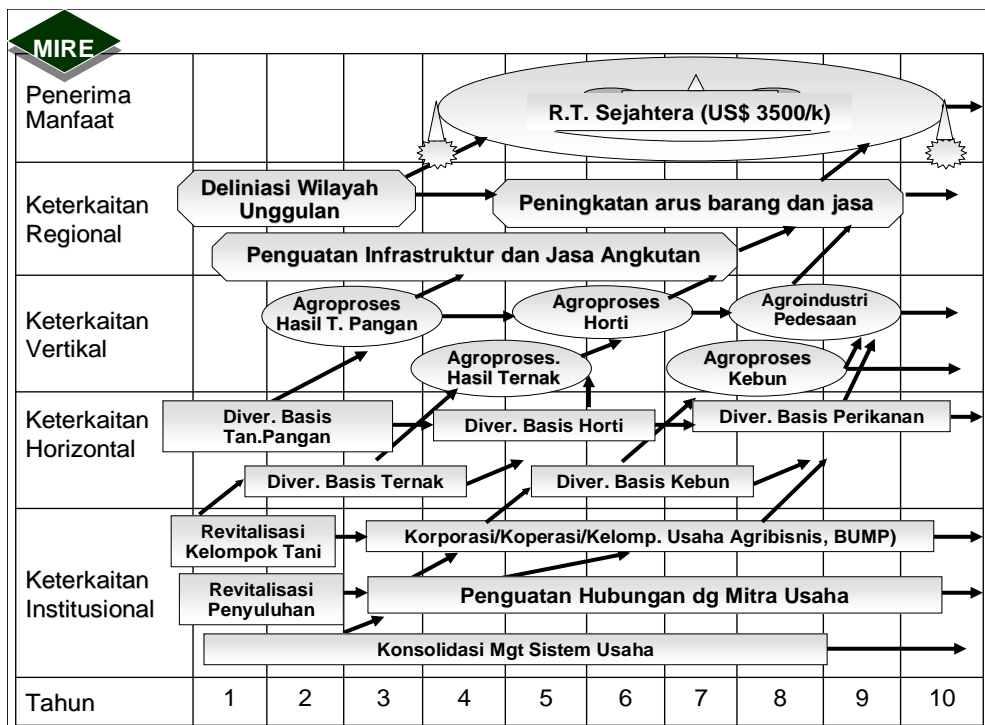 MIRE
Penerima
Manfaat
R.T. Sejahtera (US$ 3500/k)
Keterkaitan
Regional
Deliniasi Wilayah
Unggulan
Peningkatan arus barang dan jasa
Penguatan Infrastruktur dan Jasa Angkutan
Keterkaitan
Vertikal
Agroproses
Hasil T. Pangan
Agroproses
Horti
Agroindustri
Pedesaan
Agroproses.
Hasil Ternak
Agroproses
Kebun
Keterkaitan
Horizontal
Diver. Basis
Tan.Pangan
Diver. Basis Horti
Diver. Basis Perikanan
Diver. Basis Ternak
Diver. Basis Kebun
Keterkaitan
Institusional
Revitalisasi
Kelompok Tani
Korporasi/Koperasi/Kelomp. Usaha Agribisnis, BUMP)
Revitalisasi
Penyuluhan
Penguatan Hubungan dg Mitra Usaha
Konsolidasi Mgt Sistem Usaha
Tahun 1 2 3 4 5 6 7 8 9 10